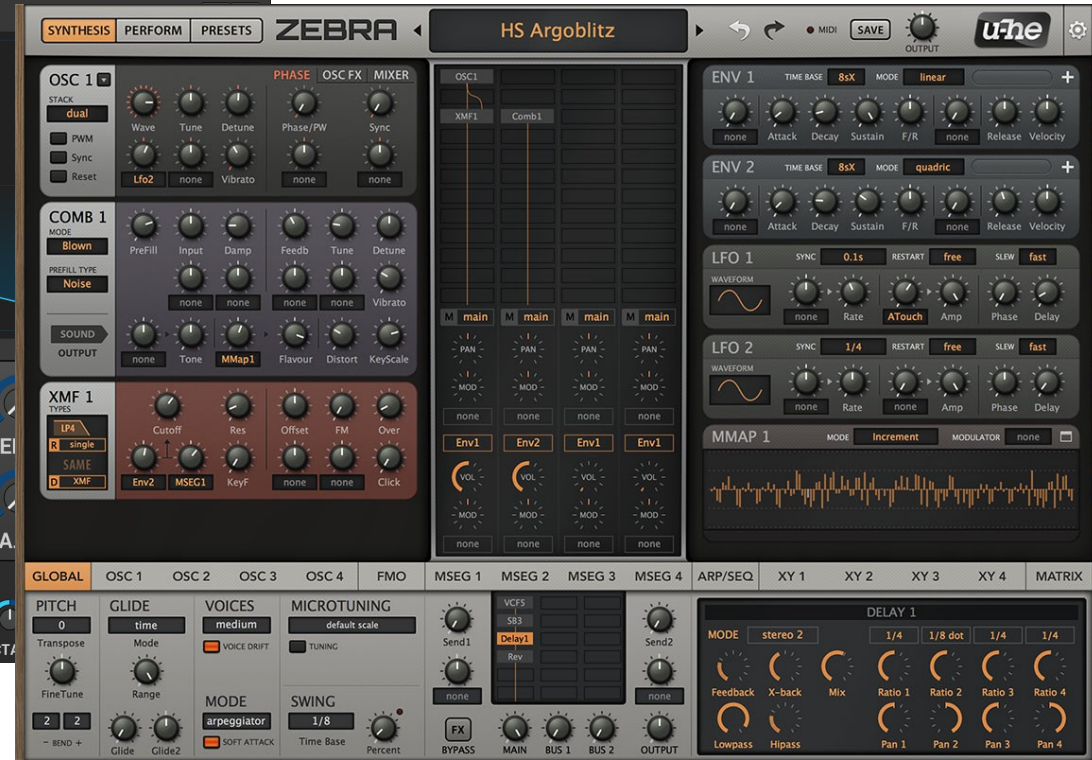 SYNTHESIS PERFORM PRESETS ZEBRA HS Argoblitz MIDI SAVE OUTPUT u-he
OSC 1 PHASE OSC FX MIXER
STACK
dual
PWM
Sync
Reset
Wave Tune Detune Phase/PW Sync
Lfo2 none Vibrato none none
COMB 1
MODE
Blown
PREFILL TYPE
Noise
SOUND
OUTPUT
PreFill Input Damp Feedb Tune Detune
none none none none Vibrato
none Tone MMap1 Flavour Distort KeyScale
XMF 1
TYPES
LP4
R single
SAME
D XMF
Cutoff Res Offset FM Over
Env2 MSEG1 KeyF none none Click
OSC1
XMF1 Comb1
M main M main M main M main
PAN PAN PAN PAN
MOD MOD MOD MOD
none none none none
Env1 Env2 Env1 Env1
VOL VOL VOL VOL
MOD MOD MOD MOD
none none none none
ENV 1 TIME BASE 8sX MODE linear +
none Attack Decay Sustain F/R none Release Velocity
ENV 2 TIME BASE 8sX MODE quadric +
none Attack Decay Sustain F/R none Release Velocity
LFO 1 SYNC 0.1s RESTART free SLEW fast
WAVEFORM
none Rate ATouch Amp Phase Delay
LFO 2 SYNC 1/4 RESTART free SLEW fast
WAVEFORM
none Rate none Amp Phase Delay
MMAP 1 MODE Increment MODULATOR none
GLOBAL OSC 1 OSC 2 OSC 3 OSC 4 FMO MSEG 1 MSEG 2 MSEG 3 MSEG 4 ARP/SEQ XY 1 XY 2 XY 3 XY 4 MATRIX
PITCH
0
Transpose
FineTune
2 2
− BEND +
GLIDE
time
Mode
Range
Glide Glide2
VOICES
medium
VOICE DRIFT
MODE
arpeggiator
SOFT ATTACK
MICROTUNING
default scale
TUNING
SWING
1/8
Time Base Percent
Send1
none
FX
BYPASS
VCF5
SB3
Delay1
Rev
MAIN BUS 1 BUS 2
Send2
none
OUTPUT
DELAY 1
MODE stereo 2 1/4 1/8 dot 1/4 1/4
Feedback X-back Mix Ratio 1 Ratio 2 Ratio 3 Ratio 4
Lowpass Hipass Pan 1 Pan 2 Pan 3 Pan 4